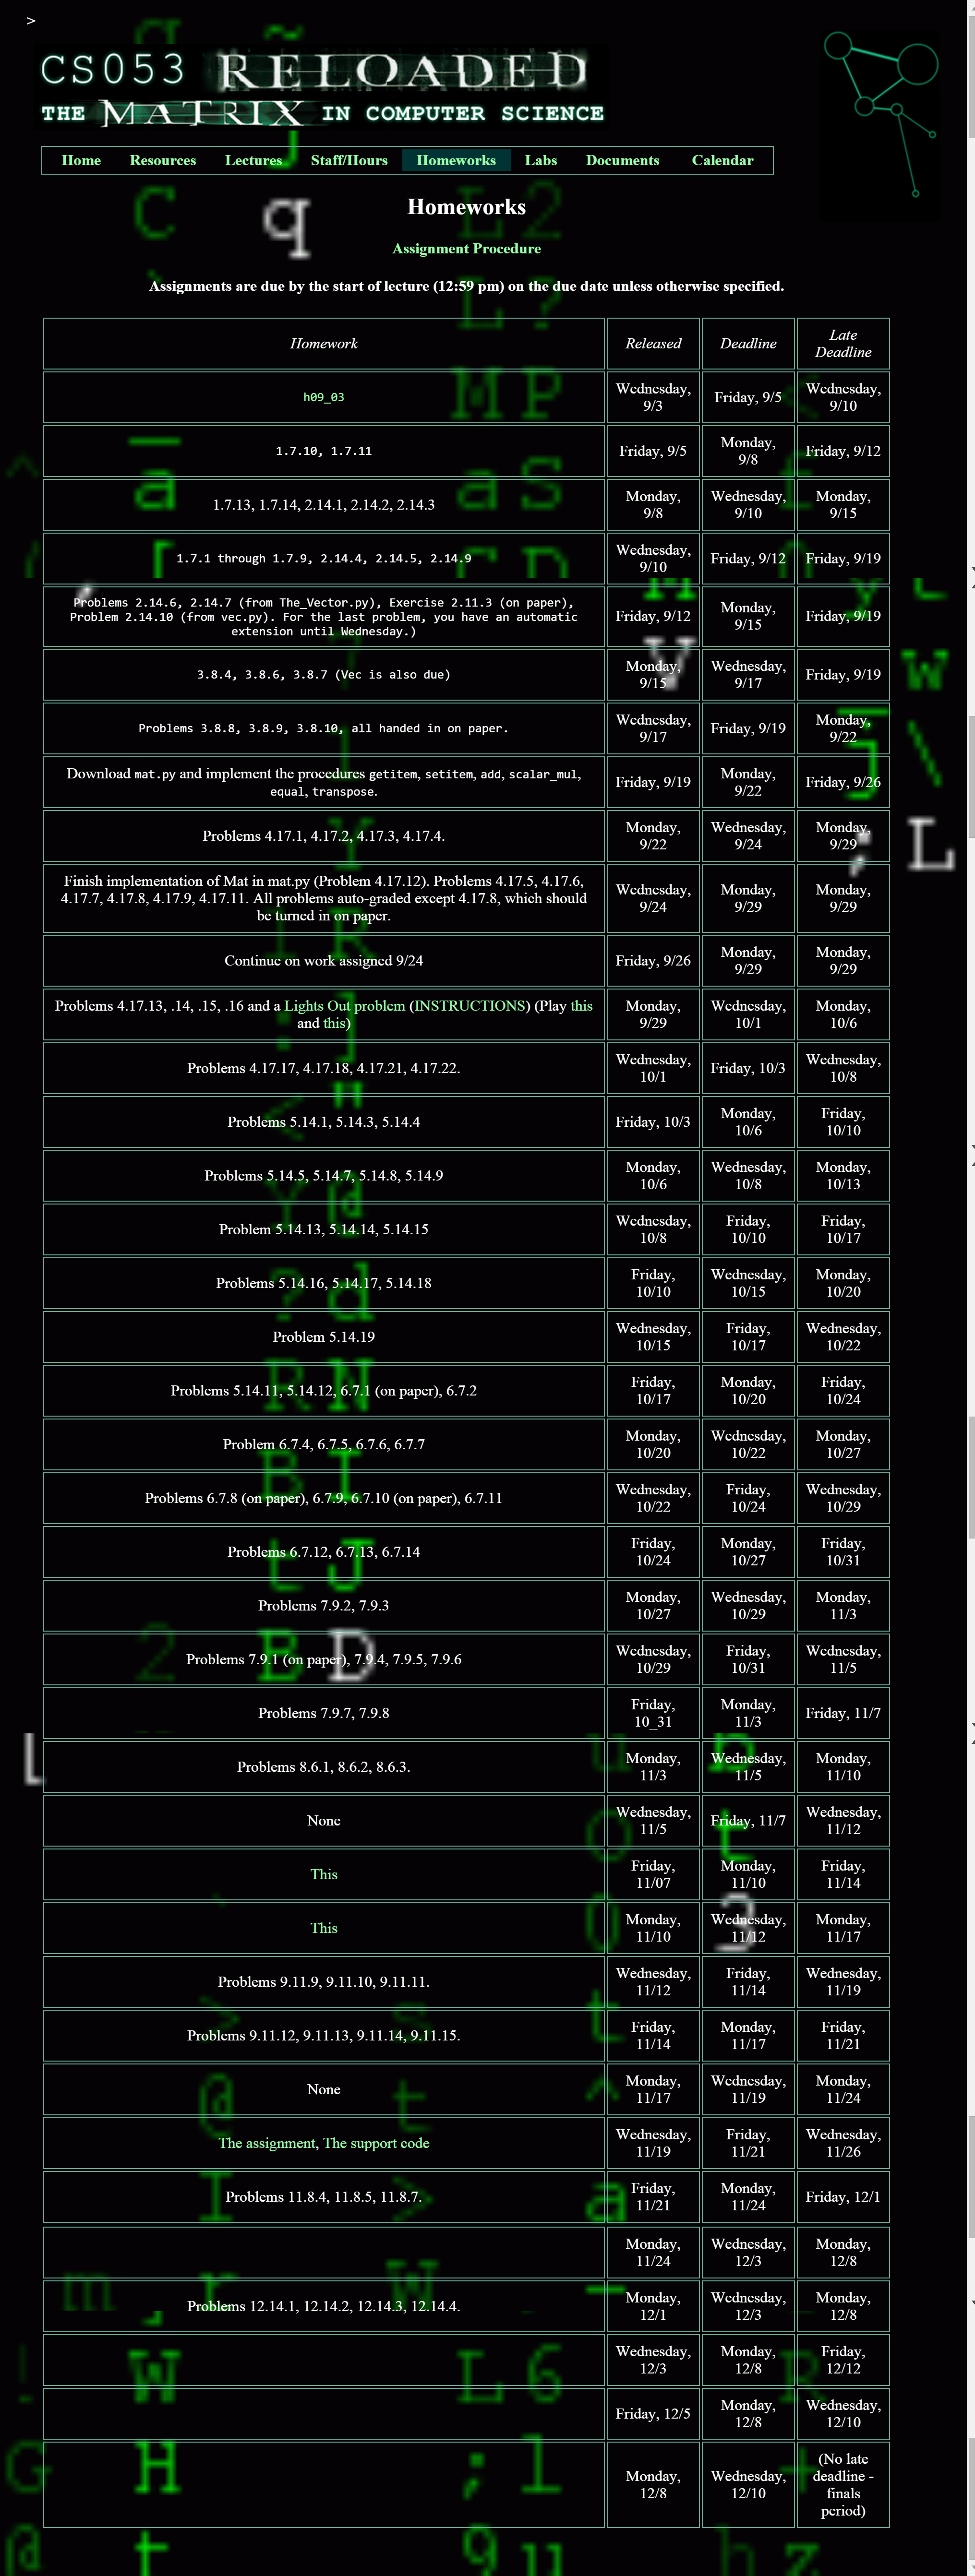 >
CS053 RELOADED
THE MATRIX IN COMPUTER SCIENCE
Home Resources Lectures Staff/Hours Homeworks Labs Documents Calendar
Homeworks
Assignment Procedure
Assignments are due by the start of lecture (12:59 pm) on the due date unless otherwise specified.
Homework Released Deadline Late Deadline
h09_03 Wednesday, 9/3 Friday, 9/5 Wednesday, 9/10
1.7.10, 1.7.11 Friday, 9/5 Monday, 9/8 Friday, 9/12
1.7.13, 1.7.14, 2.14.1, 2.14.2, 2.14.3 Monday, 9/8 Wednesday, 9/10 Monday, 9/15
1.7.1 through 1.7.9, 2.14.4, 2.14.5, 2.14.9 Wednesday, 9/10 Friday, 9/12 Friday, 9/19
Problems 2.14.6, 2.14.7 (from The_Vector.py), Exercise 2.11.3 (on paper),
Problem 2.14.10 (from vec.py). For the last problem, you have an automatic
extension until Wednesday.) Friday, 9/12 Monday, 9/15 Friday, 9/19
3.8.4, 3.8.6, 3.8.7 (Vec is also due) Monday, 9/15 Wednesday, 9/17 Friday, 9/19
Problems 3.8.8, 3.8.9, 3.8.10, all handed in on paper. Wednesday, 9/17 Friday, 9/19 Monday, 9/22
Download mat.py and implement the procedures getitem, setitem, add, scalar_mul,
equal, transpose. Friday, 9/19 Monday, 9/22 Friday, 9/26
Problems 4.17.1, 4.17.2, 4.17.3, 4.17.4. Monday, 9/22 Wednesday, 9/24 Monday, 9/29
Finish implementation of Mat in mat.py (Problem 4.17.12). Problems 4.17.5, 4.17.6,
4.17.7, 4.17.8, 4.17.9, 4.17.11. All problems auto-graded except 4.17.8, which should
be turned in on paper. Wednesday, 9/24 Monday, 9/29 Monday, 9/29
Continue on work assigned 9/24 Friday, 9/26 Monday, 9/29 Monday, 9/29
Problems 4.17.13, .14, .15, .16 and a Lights Out problem (INSTRUCTIONS) (Play this
and this) Monday, 9/29 Wednesday, 10/1 Monday, 10/6
Problems 4.17.17, 4.17.18, 4.17.21, 4.17.22. Wednesday, 10/1 Friday, 10/3 Wednesday, 10/8
Problems 5.14.1, 5.14.3, 5.14.4 Friday, 10/3 Monday, 10/6 Friday, 10/10
Problems 5.14.5, 5.14.7, 5.14.8, 5.14.9 Monday, 10/6 Wednesday, 10/8 Monday, 10/13
Problem 5.14.13, 5.14.14, 5.14.15 Wednesday, 10/8 Friday, 10/10 Friday, 10/17
Problems 5.14.16, 5.14.17, 5.14.18 Friday, 10/10 Wednesday, 10/15 Monday, 10/20
Problem 5.14.19 Wednesday, 10/15 Friday, 10/17 Wednesday, 10/22
Problems 5.14.11, 5.14.12, 6.7.1 (on paper), 6.7.2 Friday, 10/17 Monday, 10/20 Friday, 10/24
Problem 6.7.4, 6.7.5, 6.7.6, 6.7.7 Monday, 10/20 Wednesday, 10/22 Monday, 10/27
Problems 6.7.8 (on paper), 6.7.9, 6.7.10 (on paper), 6.7.11 Wednesday, 10/22 Friday, 10/24 Wednesday, 10/29
Problems 6.7.12, 6.7.13, 6.7.14 Friday, 10/24 Monday, 10/27 Friday, 10/31
Problems 7.9.2, 7.9.3 Monday, 10/27 Wednesday, 10/29 Monday, 11/3
Problems 7.9.1 (on paper), 7.9.4, 7.9.5, 7.9.6 Wednesday, 10/29 Friday, 10/31 Wednesday, 11/5
Problems 7.9.7, 7.9.8 Friday, 10_31 Monday, 11/3 Friday, 11/7
Problems 8.6.1, 8.6.2, 8.6.3. Monday, 11/3 Wednesday, 11/5 Monday, 11/10
None Wednesday, 11/5 Friday, 11/7 Wednesday, 11/12
This Friday, 11/07 Monday, 11/10 Friday, 11/14
This Monday, 11/10 Wednesday, 11/12 Monday, 11/17
Problems 9.11.9, 9.11.10, 9.11.11. Wednesday, 11/12 Friday, 11/14 Wednesday, 11/19
Problems 9.11.12, 9.11.13, 9.11.14, 9.11.15. Friday, 11/14 Monday, 11/17 Friday, 11/21
None Monday, 11/17 Wednesday, 11/19 Monday, 11/24
The assignment, The support code Wednesday, 11/19 Friday, 11/21 Wednesday, 11/26
Problems 11.8.4, 11.8.5, 11.8.7. Friday, 11/21 Monday, 11/24 Friday, 12/1
Monday, 11/24 Wednesday, 12/3 Monday, 12/8
Problems 12.14.1, 12.14.2, 12.14.3, 12.14.4. Monday, 12/1 Wednesday, 12/3 Monday, 12/8
Wednesday, 12/3 Monday, 12/8 Friday, 12/12
Friday, 12/5 Monday, 12/8 Wednesday, 12/10
Monday, 12/8 Wednesday, 12/10 (No late deadline - finals period)